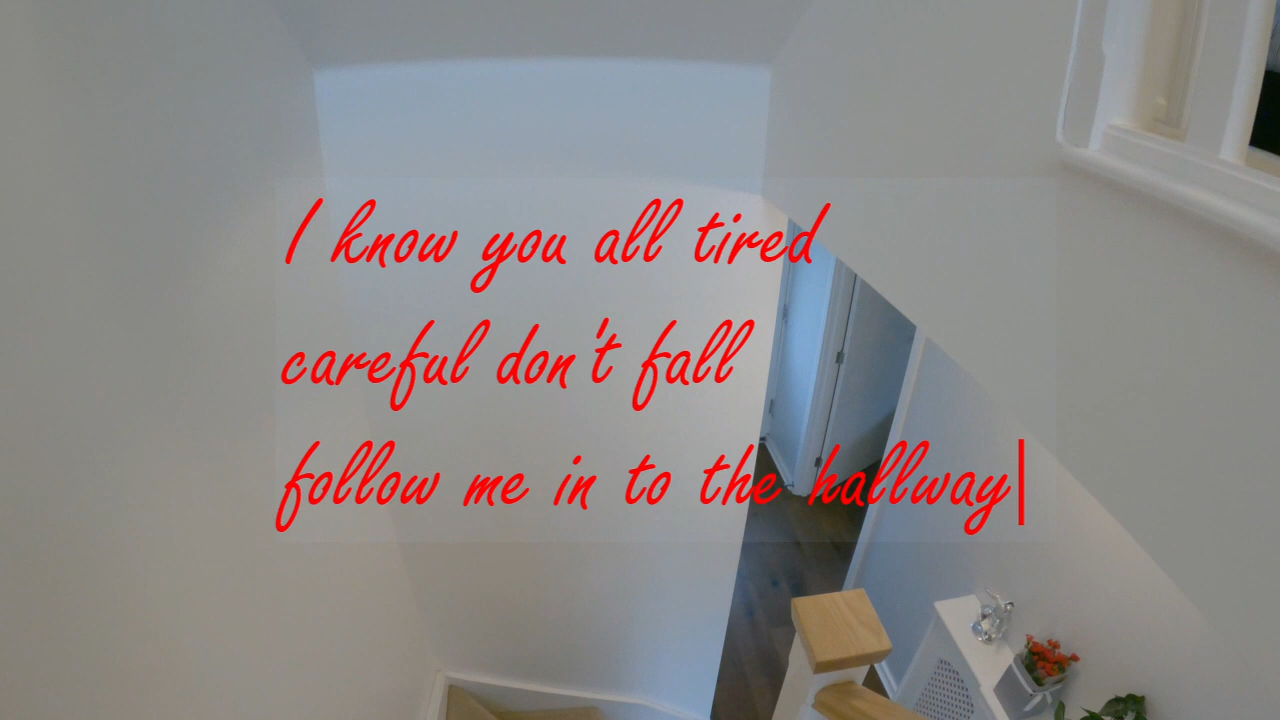 I know you all tired
careful don't fall
follow me in to the hallway|